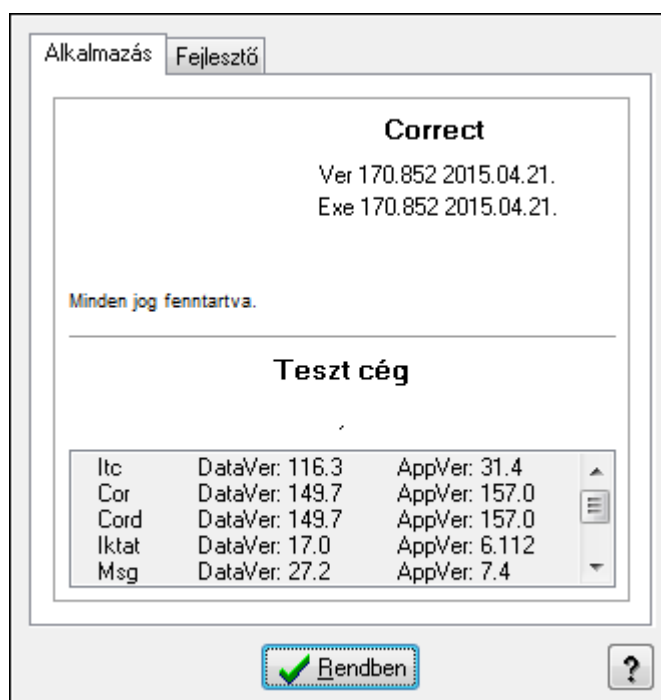 Alkalmazás Fejlesztő
Correct
Ver 170.852 2015.04.21.
Exe 170.852 2015.04.21.
Minden jog fenntartva.
Teszt cég
,
Itc DataVer: 116.3 AppVer: 31.4
Cor DataVer: 149.7 AppVer: 157.0
Cord DataVer: 149.7 AppVer: 157.0
Iktat DataVer: 17.0 AppVer: 6.112
Msg DataVer: 27.2 AppVer: 7.4
Rendben ?